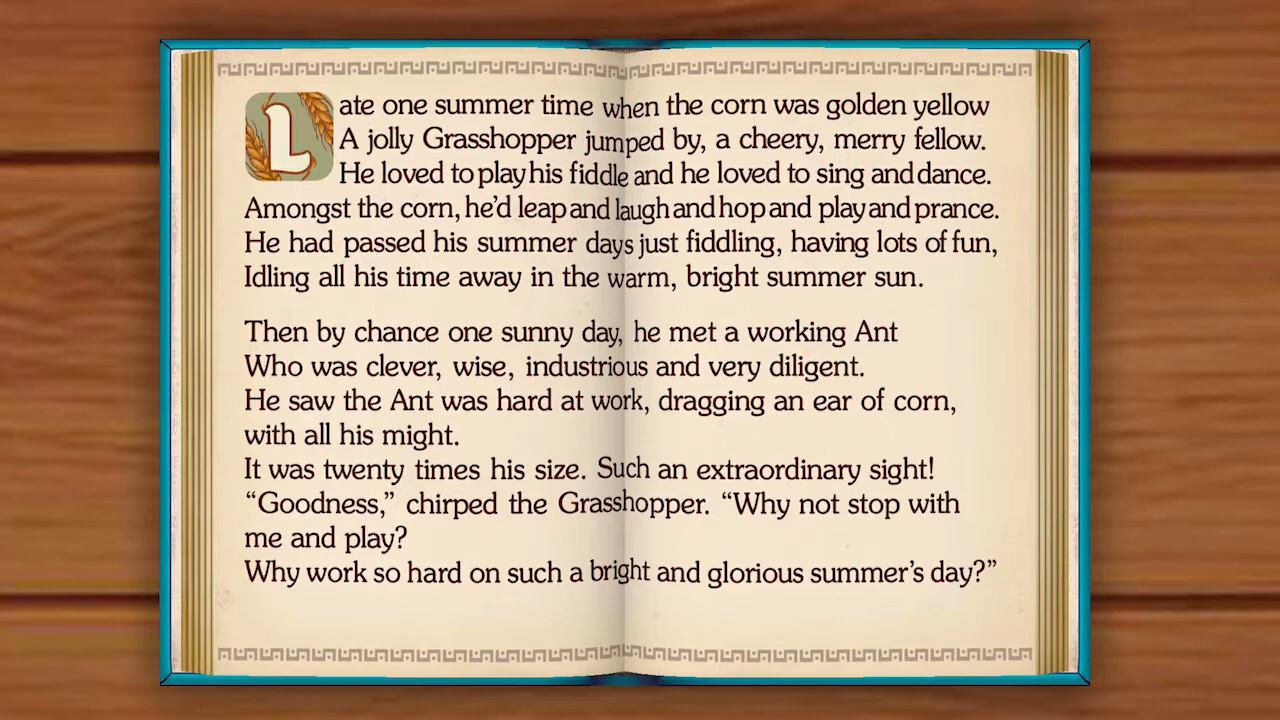 Late one summer time when the corn was golden yellow
A jolly Grasshopper jumped by, a cheery, merry fellow.
He loved to play his fiddle and he loved to sing and dance.
Amongst the corn, he’d leap and laugh and hop and play and prance.
He had passed his summer days just fiddling, having lots of fun,
Idling all his time away in the warm, bright summer sun.
Then by chance one sunny day, he met a working Ant
Who was clever, wise, industrious and very diligent.
He saw the Ant was hard at work, dragging an ear of corn,
with all his might.
It was twenty times his size. Such an extraordinary sight!
“Goodness,” chirped the Grasshopper. “Why not stop with
me and play?
Why work so hard on such a bright and glorious summer’s day?”